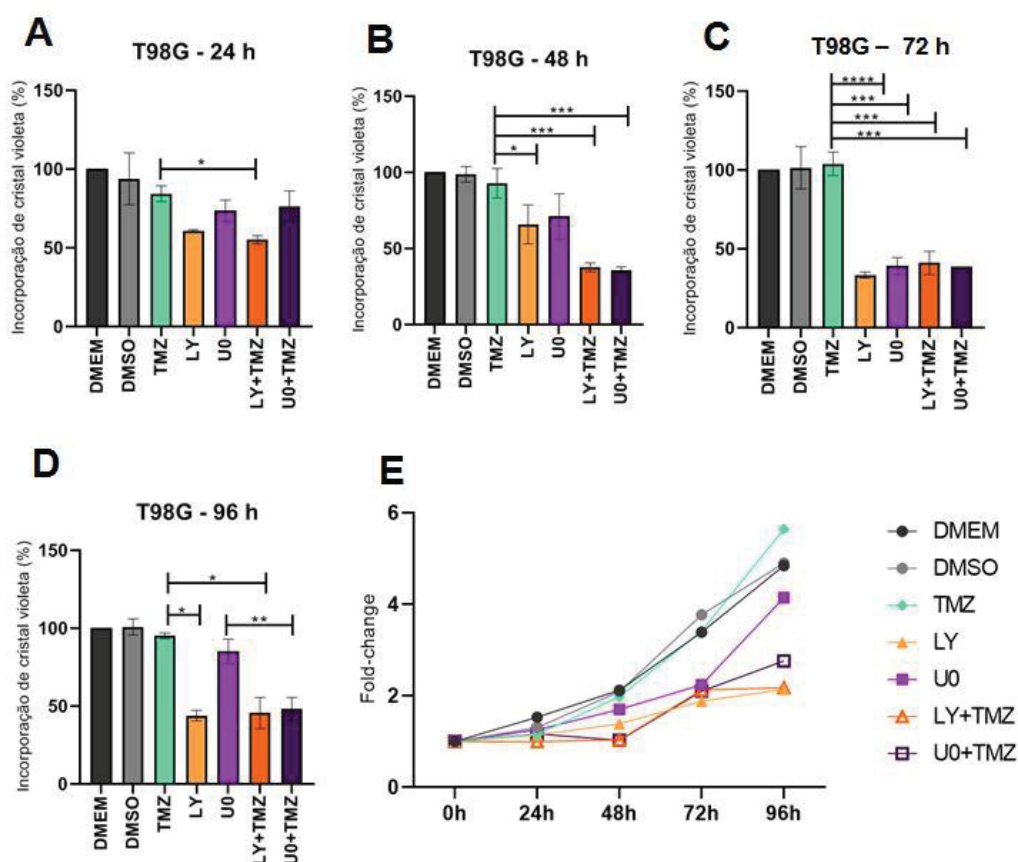 A
T98G - 24 h
Incorporação de cristal violeta (%)
150
100
50
0
*
DMEM
DMSO
TMZ
LY
U0
LY+TMZ
U0+TMZ
B
T98G - 48 h
Incorporação de cristal violeta (%)
150
100
50
0
***
***
*
DMEM
DMSO
TMZ
LY
U0
LY+TMZ
U0+TMZ
C
T98G – 72 h
Incorporação de cristal violeta (%)
150
100
50
0
****
***
***
***
DMEM
DMSO
TMZ
LY
U0
LY+TMZ
U0+TMZ
D
T98G - 96 h
Incorporação de cristal violeta (%)
150
100
50
0
*
*
**
DMEM
DMSO
TMZ
LY
U0
LY+TMZ
U0+TMZ
E
Fold-change
6
4
2
0
0h
24h
48h
72h
96h
DMEM
DMSO
TMZ
LY
U0
LY+TMZ
U0+TMZ